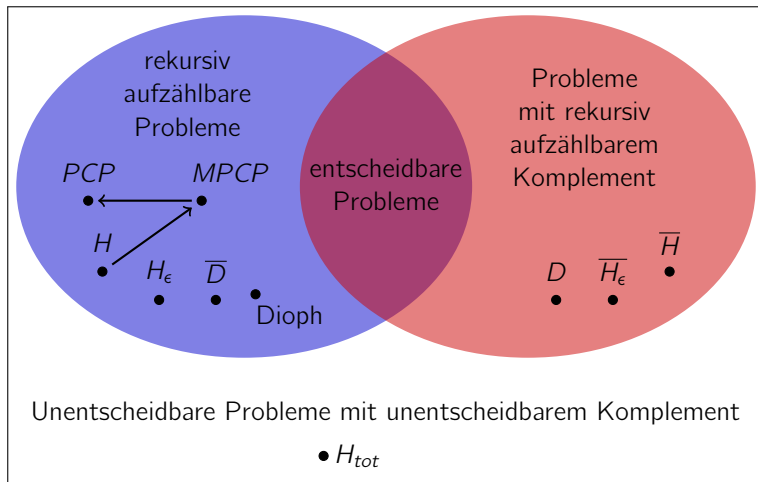 rekursiv
aufzählbare
Probleme
Probleme
mit rekursiv
aufzählbarem
Komplement
entscheidbare
Probleme
PCP
MPCP
H
H_ϵ
D̅
Dioph
D
H̅_ϵ
H̅
Unentscheidbare Probleme mit unentscheidbarem Komplement
H_tot